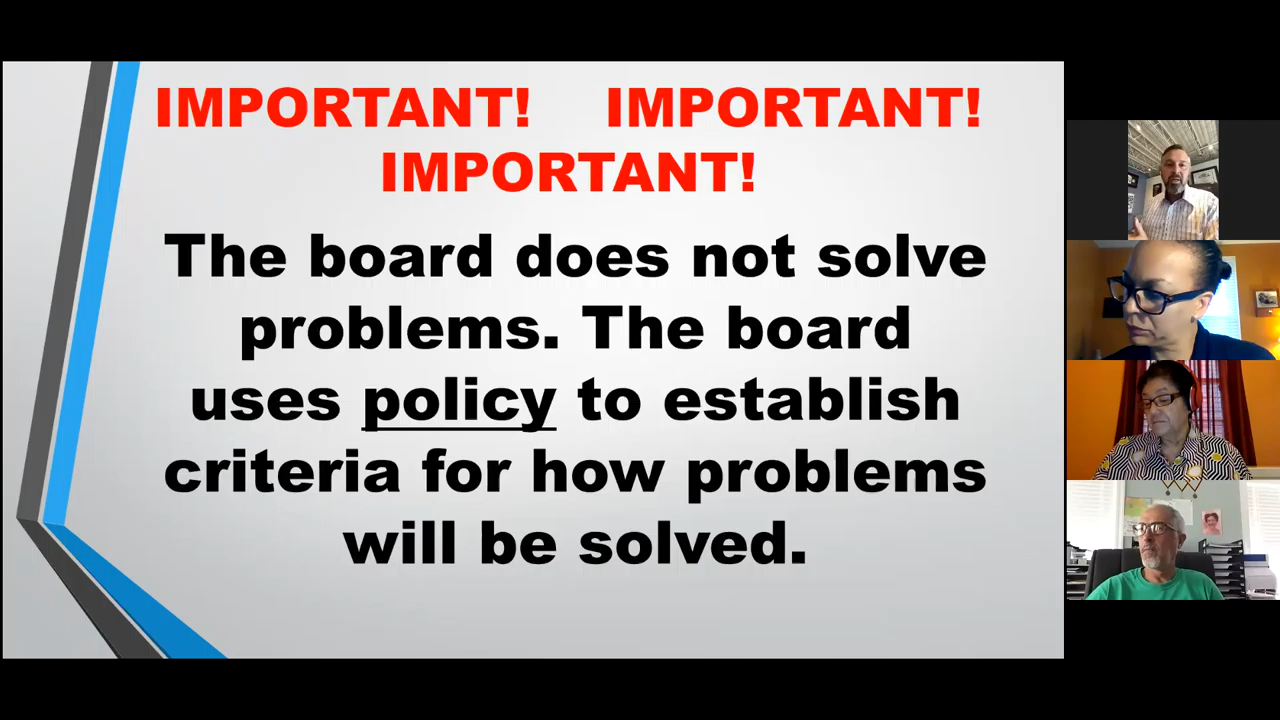 IMPORTANT! IMPORTANT!
IMPORTANT!
The board does not solve
problems. The board
uses policy to establish
criteria for how problems
will be solved.